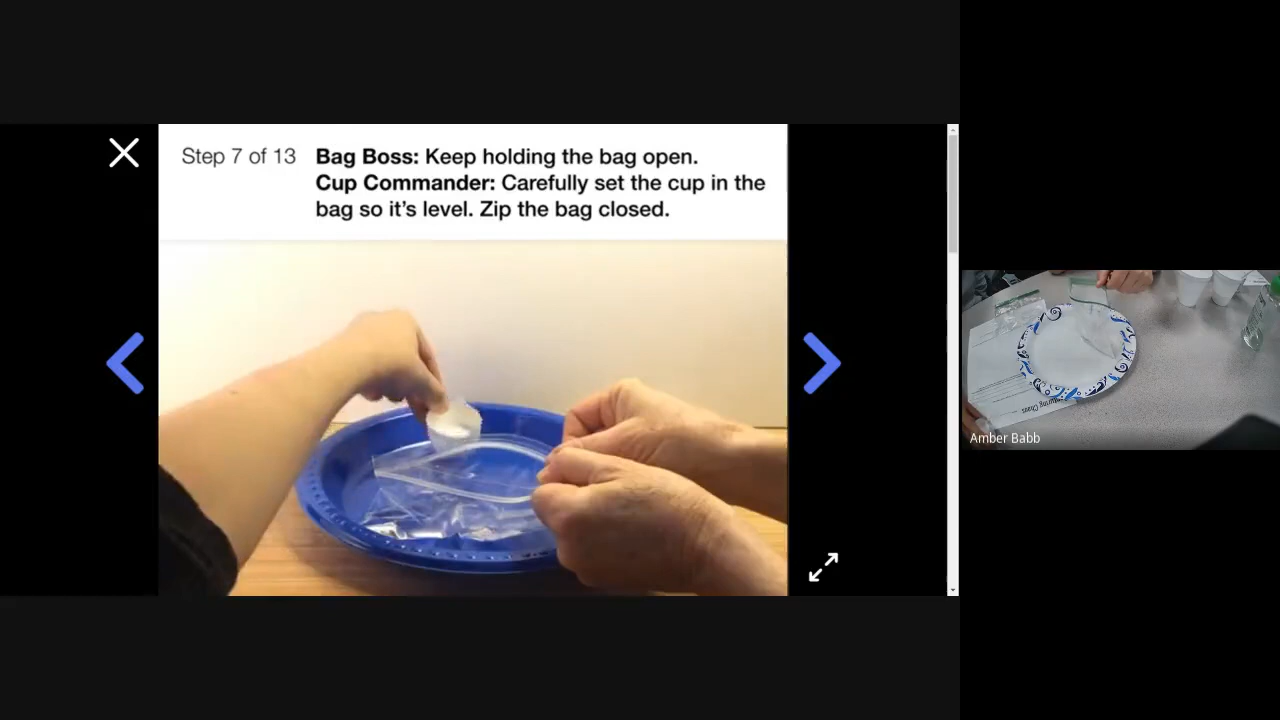 Step 7 of 13
Bag Boss: Keep holding the bag open.
Cup Commander: Carefully set the cup in the
bag so it's level. Zip the bag closed.
Amber Babb